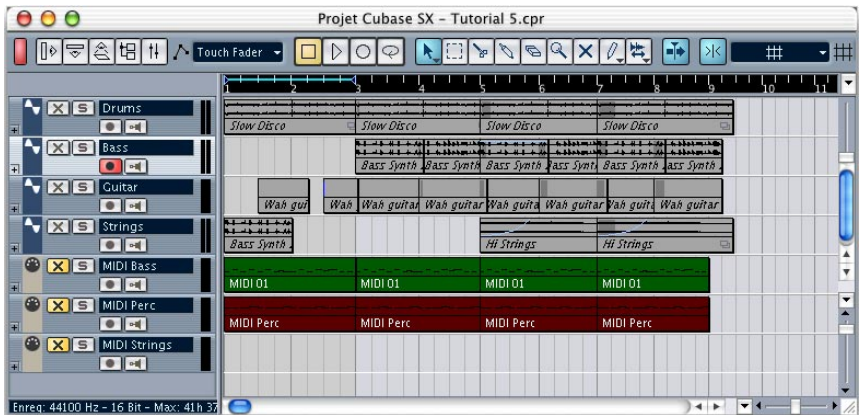 Projet Cubase SX - Tutorial 5.cpr
Touch Fader
1 2 3 4 5 6 7 8 9 10 11
X S Drums
Slow Disco Slow Disco Slow Disco Slow Disco
X S Bass
Bass Synth Bass Synth Bass Synth Bass Synth Bass Synth
X S Guitar
Wah gui Wah Wah guitar Wah guitar Wah guita Wah guitar Wah guita Wah guitar
X S Strings
Bass Synth Hi Strings Hi Strings
X S MIDI Bass
MIDI 01 MIDI 01 MIDI 01 MIDI 01
X S MIDI Perc
MIDI Perc MIDI Perc MIDI Perc MIDI Perc
X S MIDI Strings
Enreg: 44100 Hz - 16 Bit - Max: 41h 37